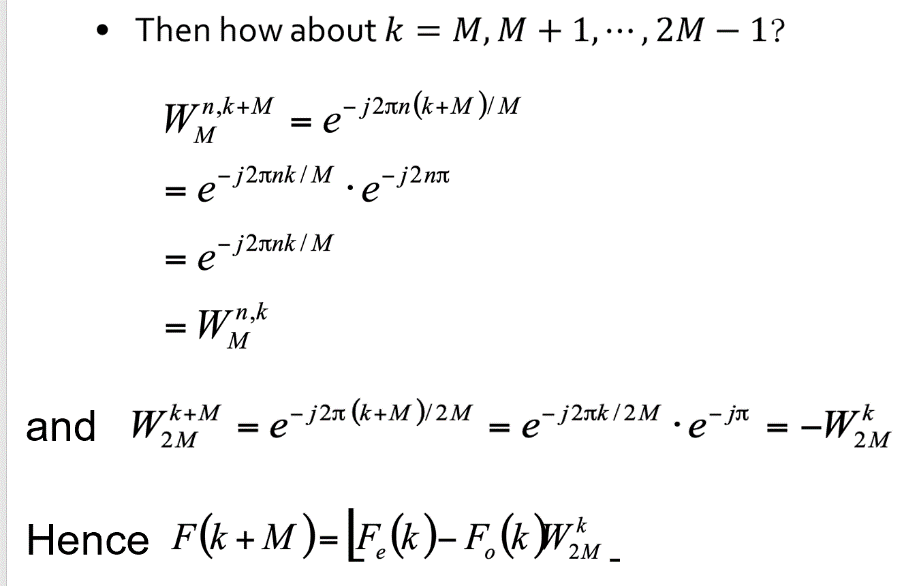 • Then how about k = M, M + 1, ⋯ , 2M − 1?
W_M^{n,k+M} = e^{-j2πn(k+M)/M}
= e^{-j2πnk/M} · e^{-j2nπ}
= e^{-j2πnk/M}
= W_M^{n,k}
and W_{2M}^{k+M} = e^{-j2π(k+M)/2M} = e^{-j2πk/2M} · e^{-jπ} = −W_{2M}^k
Hence F(k+M)=⌊F_e(k)−F_o(k)W_{2M}^k